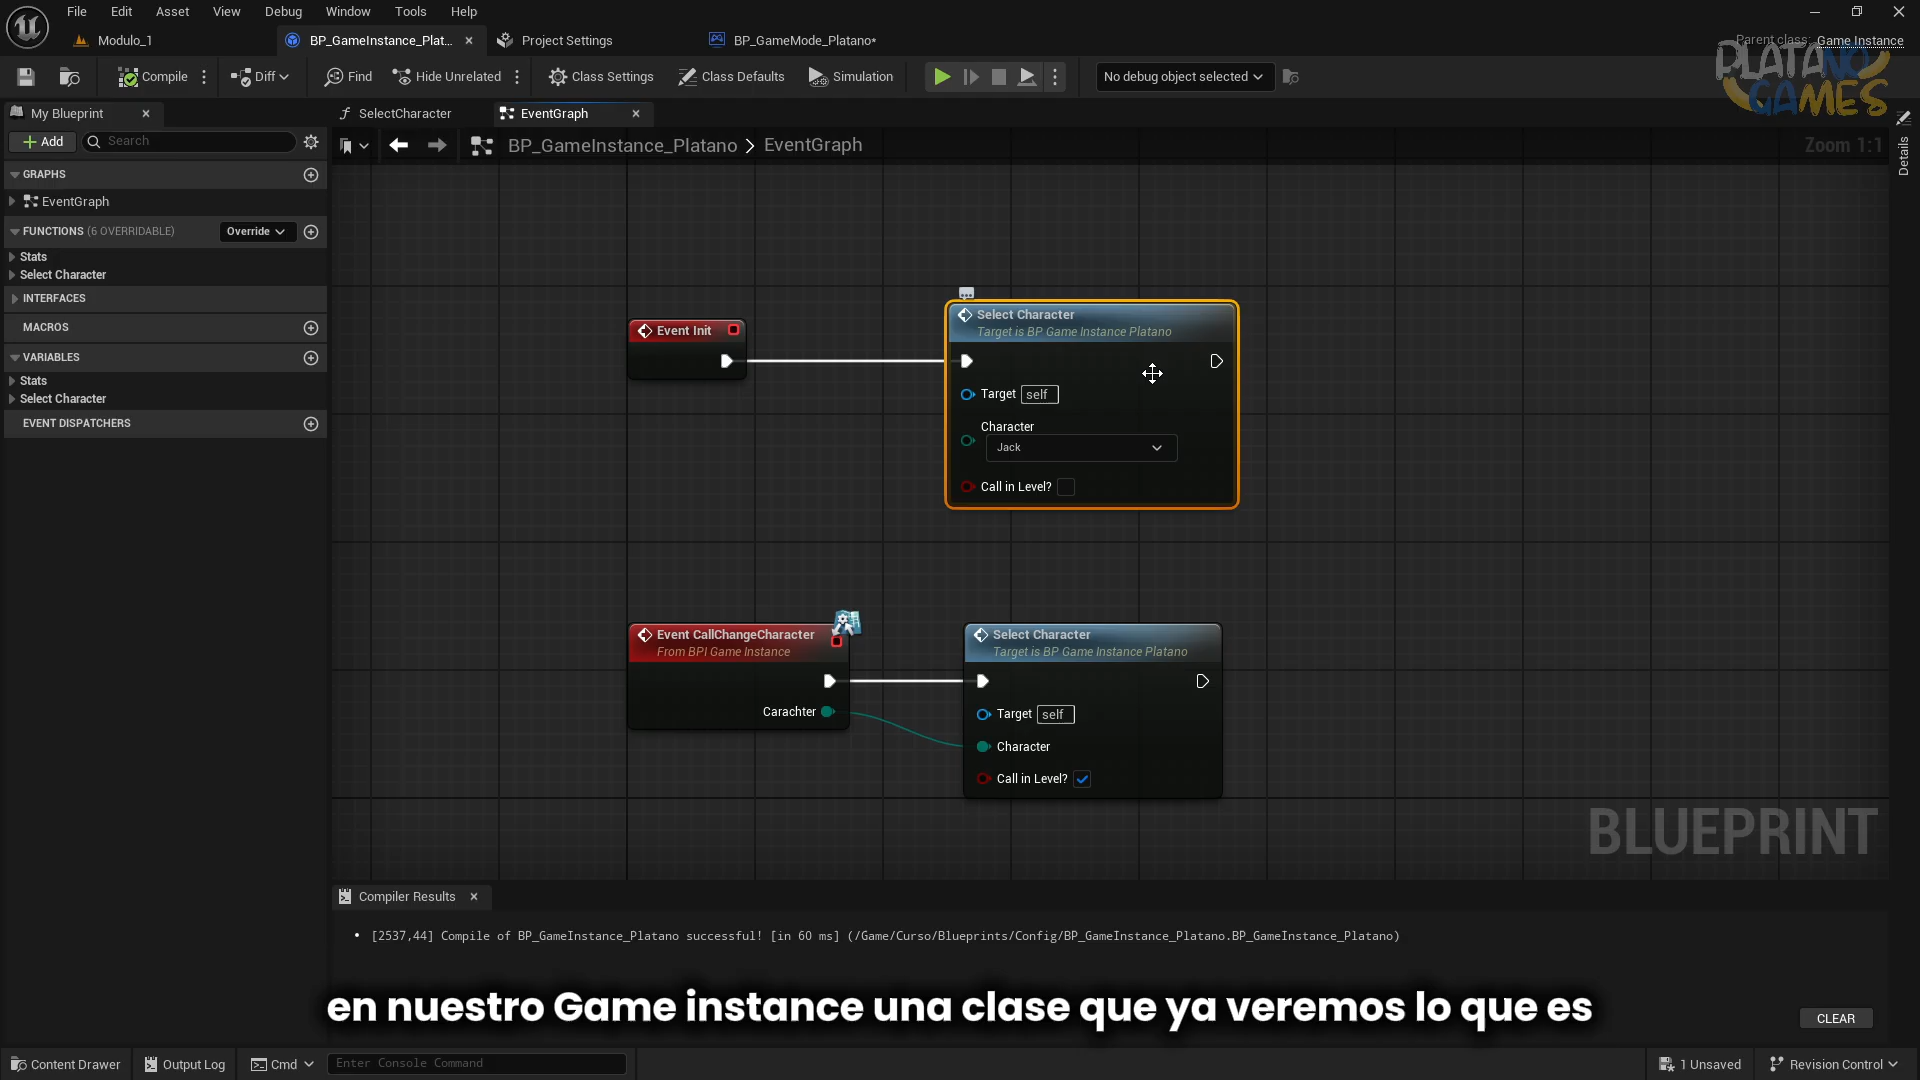 File Edit Asset View Debug Window Tools Help
Modulo_1
BP_GameInstance_Plat...
Project Settings
BP_GameMode_Platano*
Parent class: Game Instance
PLATANO GAMES
Compile
Diff
Find
Hide Unrelated
Class Settings
Class Defaults
Simulation
No debug object selected
My Blueprint
SelectCharacter
EventGraph
Add
Search
BP_GameInstance_Platano > EventGraph
Zoom 1:1
Details
GRAPHS
EventGraph
FUNCTIONS (6 OVERRIDABLE)
Override
Stats
Select Character
INTERFACES
MACROS
VARIABLES
Stats
Select Character
EVENT DISPATCHERS
Event Init
Select Character
Target is BP Game Instance Platano
Target self
Character
Jack
Call in Level?
Event CallChangeCharacter
From BPI Game Instance
Carachter
Select Character
Target is BP Game Instance Platano
Target self
Character
Call in Level?
BLUEPRINT
Compiler Results
• [2537,44] Compile of BP_GameInstance_Platano successful! [in 60 ms] (/Game/Curso/Blueprints/Config/BP_GameInstance_Platano.BP_GameInstance_Platano)
en nuestro Game instance una clase que ya veremos lo que es
CLEAR
Content Drawer
Output Log
Cmd
Enter Console Command
1 Unsaved
Revision Control